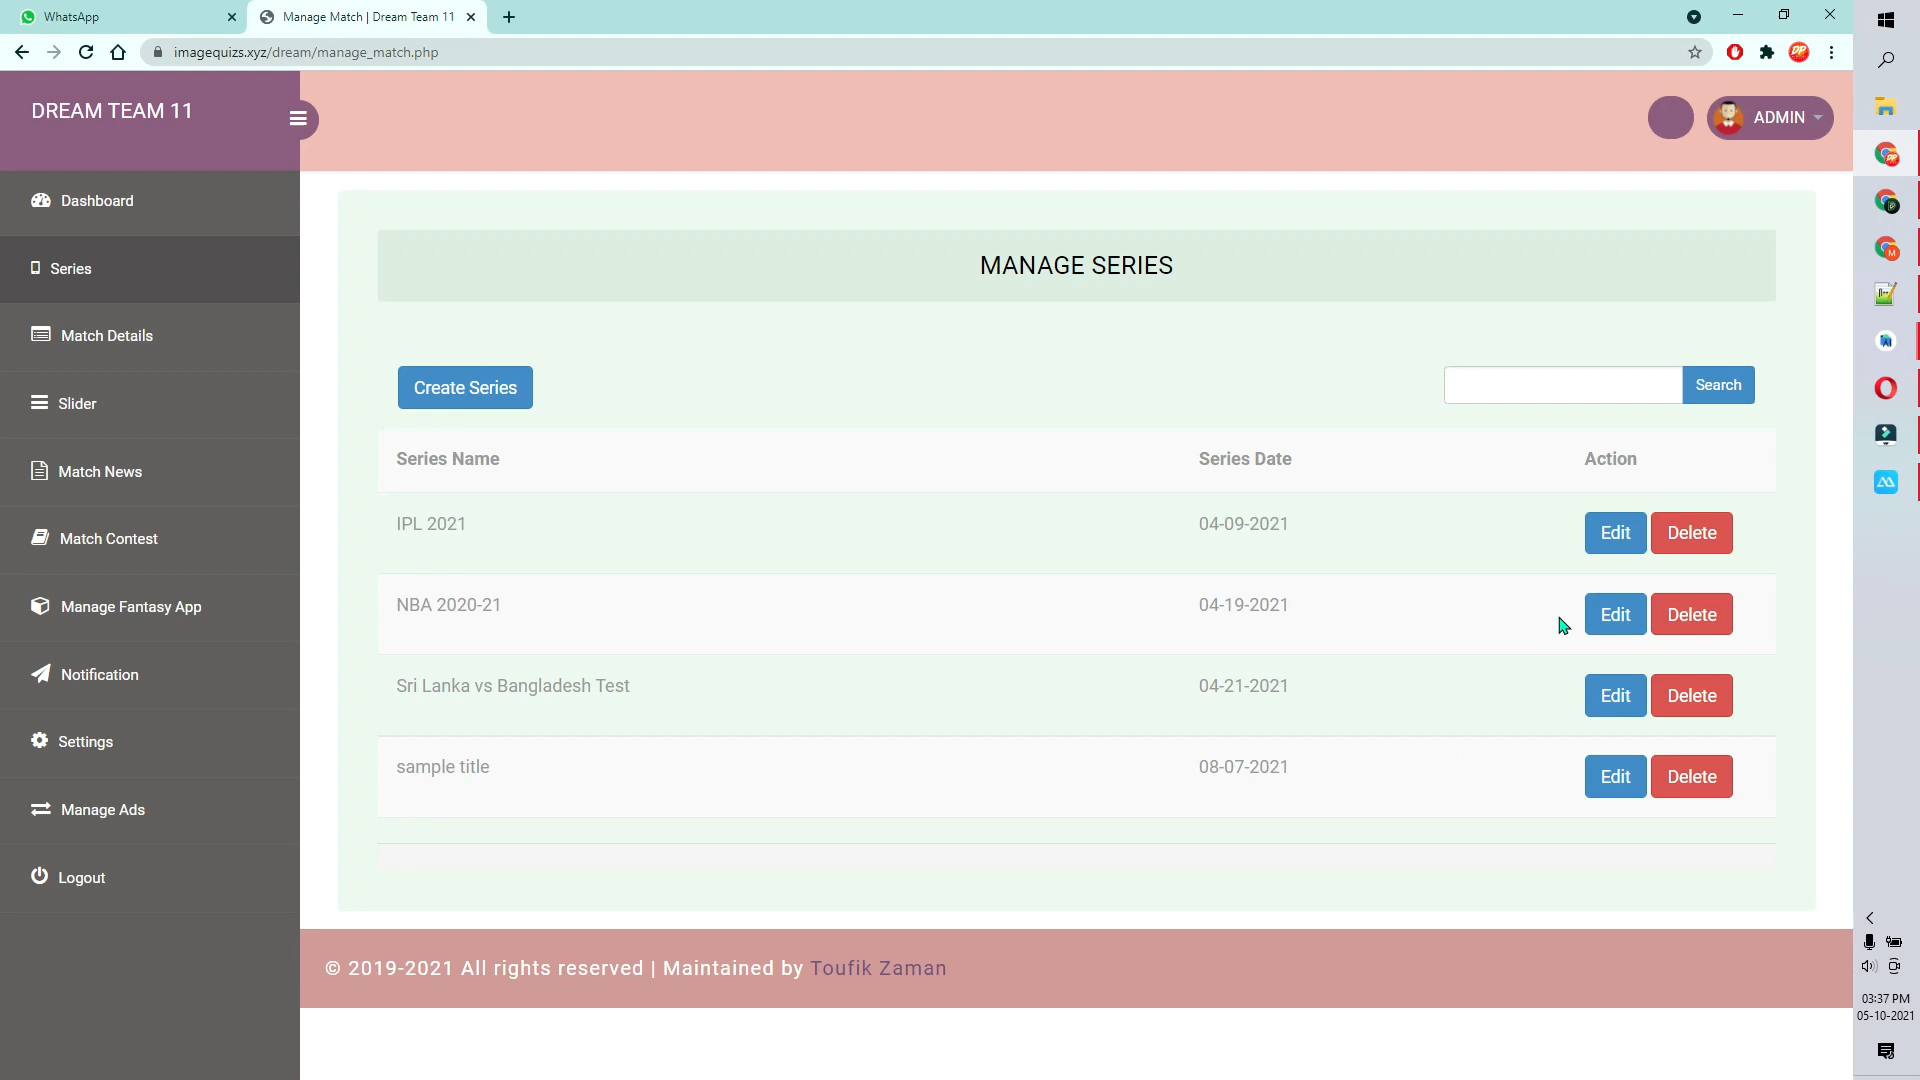 WhatsApp
Manage Match | Dream Team 11
imagequizs.xyz/dream/manage_match.php
DREAM TEAM 11
ADMIN
Dashboard
Series
Match Details
Slider
Match News
Match Contest
Manage Fantasy App
Notification
Settings
Manage Ads
Logout
MANAGE SERIES
Create Series
Search
Series Name Series Date Action
IPL 2021 04-09-2021 Edit Delete
NBA 2020-21 04-19-2021 Edit Delete
Sri Lanka vs Bangladesh Test 04-21-2021 Edit Delete
sample title 08-07-2021 Edit Delete
© 2019-2021 All rights reserved | Maintained by Toufik Zaman
03:37 PM
05-10-2021